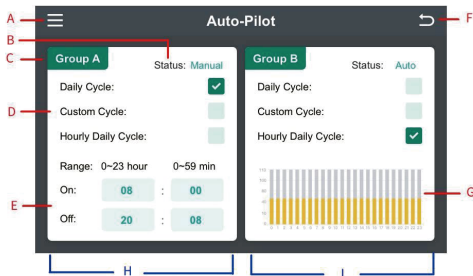 A
Auto-Pilot
F
B
C
Group A
Status: Manual
Group B
Status: Auto
Daily Cycle:
Daily Cycle:
D
Custom Cycle:
Custom Cycle:
Hourly Daily Cycle:
Hourly Daily Cycle:
Range: 0~23 hour 0~59 min
E
On: 08 : 00
Off: 20 : 08
G
H
I